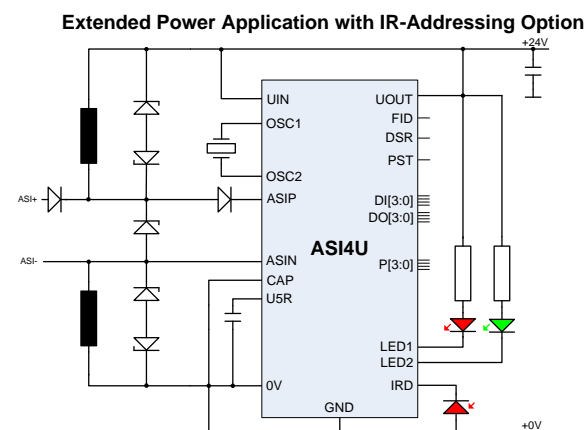 Extended Power Application with IR-Addressing Option
+24V
UIN
UOUT
OSC1
FID
DSR
OSC2
PST
ASI+
ASIP
DI[3:0]
DO[3:0]
ASI4U
ASI-
ASIN
P[3:0]
CAP
U5R
LED1
LED2
0V
IRD
GND
+0V